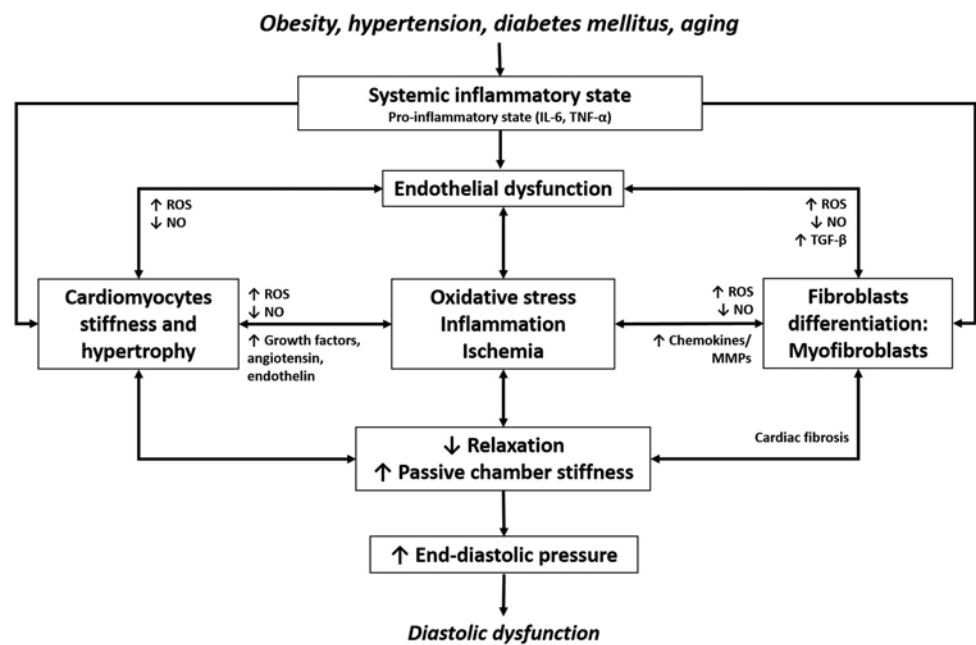 Obesity, hypertension, diabetes mellitus, aging
Systemic inflammatory state
Pro-inflammatory state (IL-6, TNF-α)
Endothelial dysfunction
↑ ROS
↓ NO
↑ ROS
↓ NO
↑ TGF-β
Cardiomyocytes
stiffness and
hypertrophy
↑ ROS
↓ NO
↑ Growth factors,
angiotensin,
endothelin
Oxidative stress
Inflammation
Ischemia
↑ ROS
↓ NO
↑ Chemokines/
MMPs
Fibroblasts
differentiation:
Myofibroblasts
↓ Relaxation
↑ Passive chamber stiffness
Cardiac fibrosis
↑ End-diastolic pressure
Diastolic dysfunction